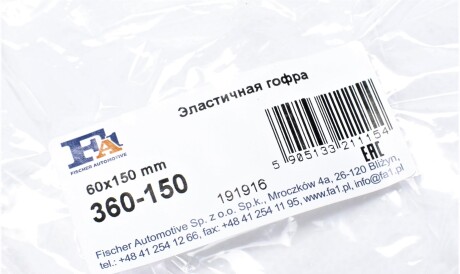 Эластичная гофра
FA
FISCHER AUTOMOTIVE
60x150 mm
360-150
191916
5 905133 211154
EAC
Fischer Automotive Sp. z o.o. Sp.k., Mroczków 4a, 26-120 Bliżyn,
tel.: +48 41 254 12 66, fax: +48 41 254 11 95, www.fa1.pl, info@fa1.pl